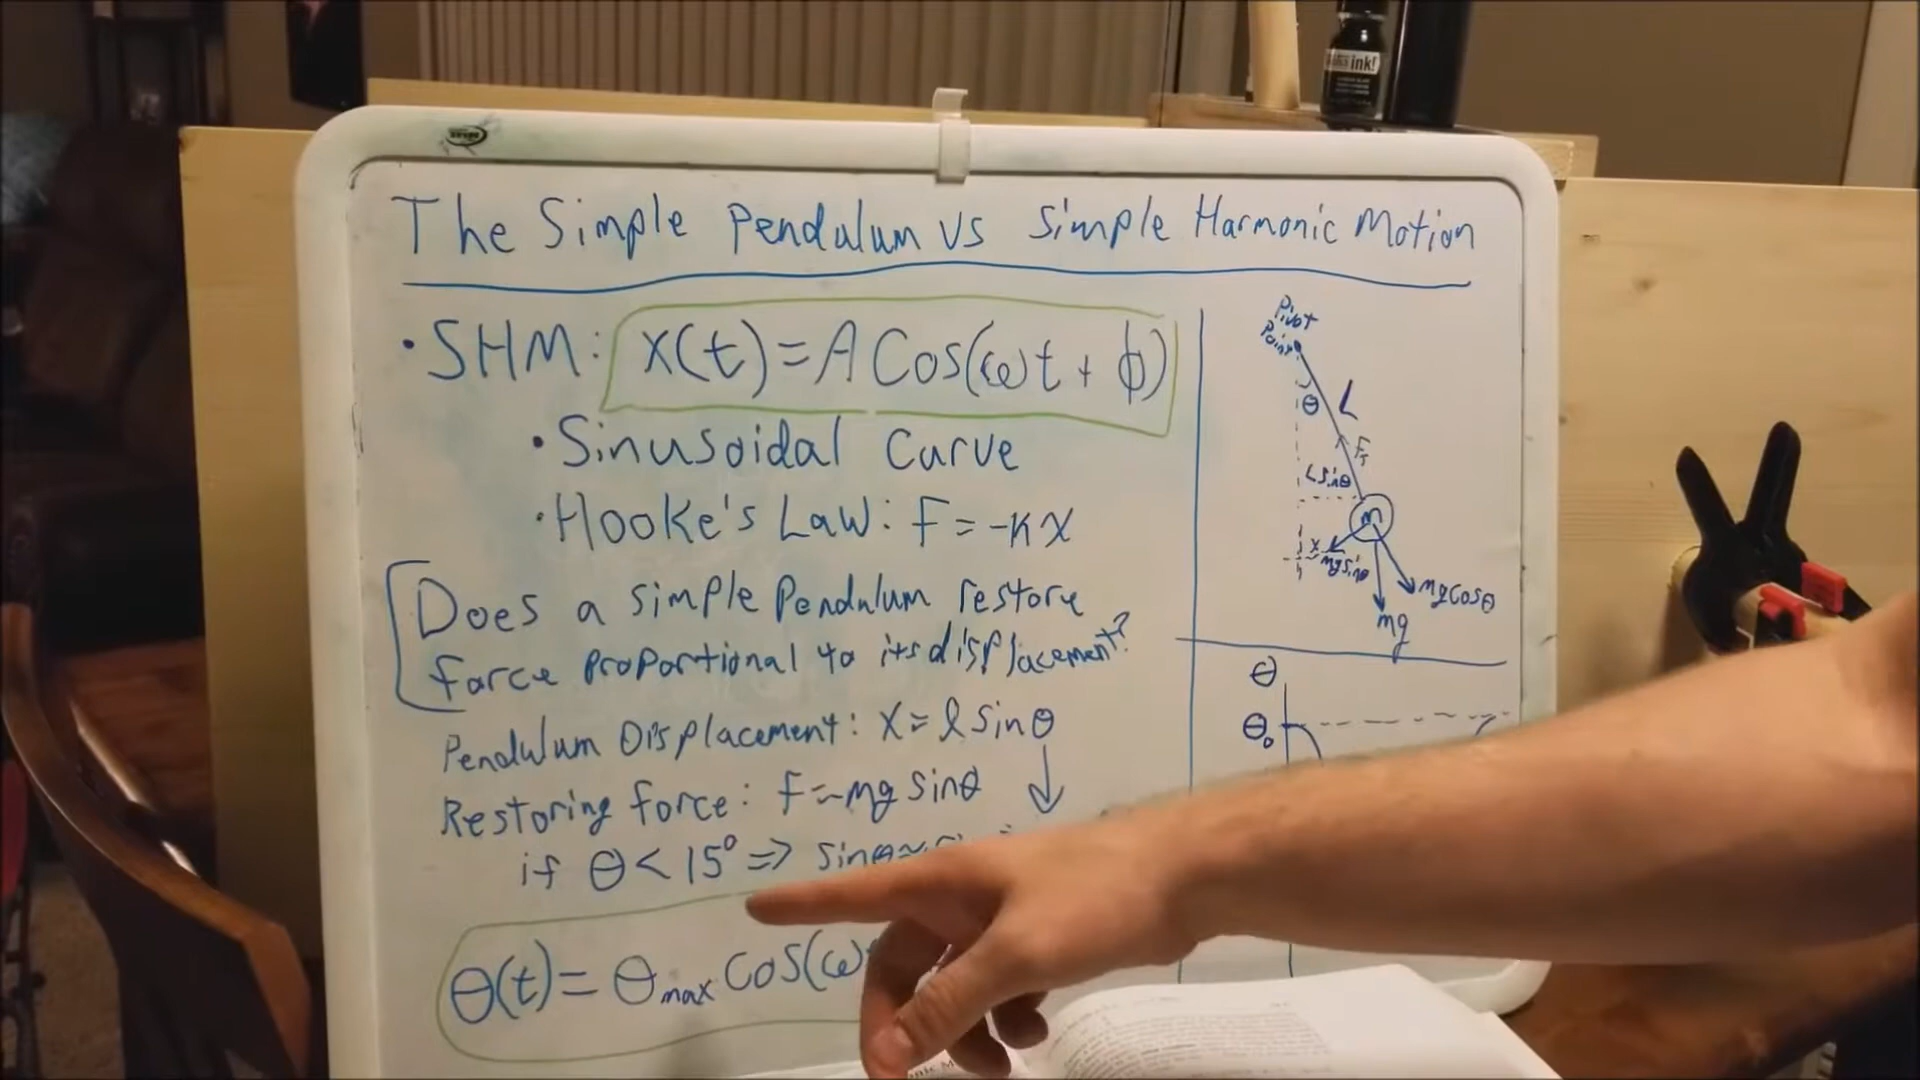 ink!
The Simple Pendulum vs Simple Harmonic Motion
• SHM: x(t) = A Cos(ωt + ϕ)
• Sinusoidal Curve
• Hooke's Law: F = -kx
Does a simple Pendulum restore
force proportional to its displacement?
Pendulum Displacement: x = l sinθ
Restoring force: F = -mg sinθ
if θ < 15° => sinθ ≈
θ(t) = θmax Cos(ω
Pivot
Point
θ
L
FT
L sinθ
m
x
mg sinθ
mg cosθ
mg
θ
θ₀